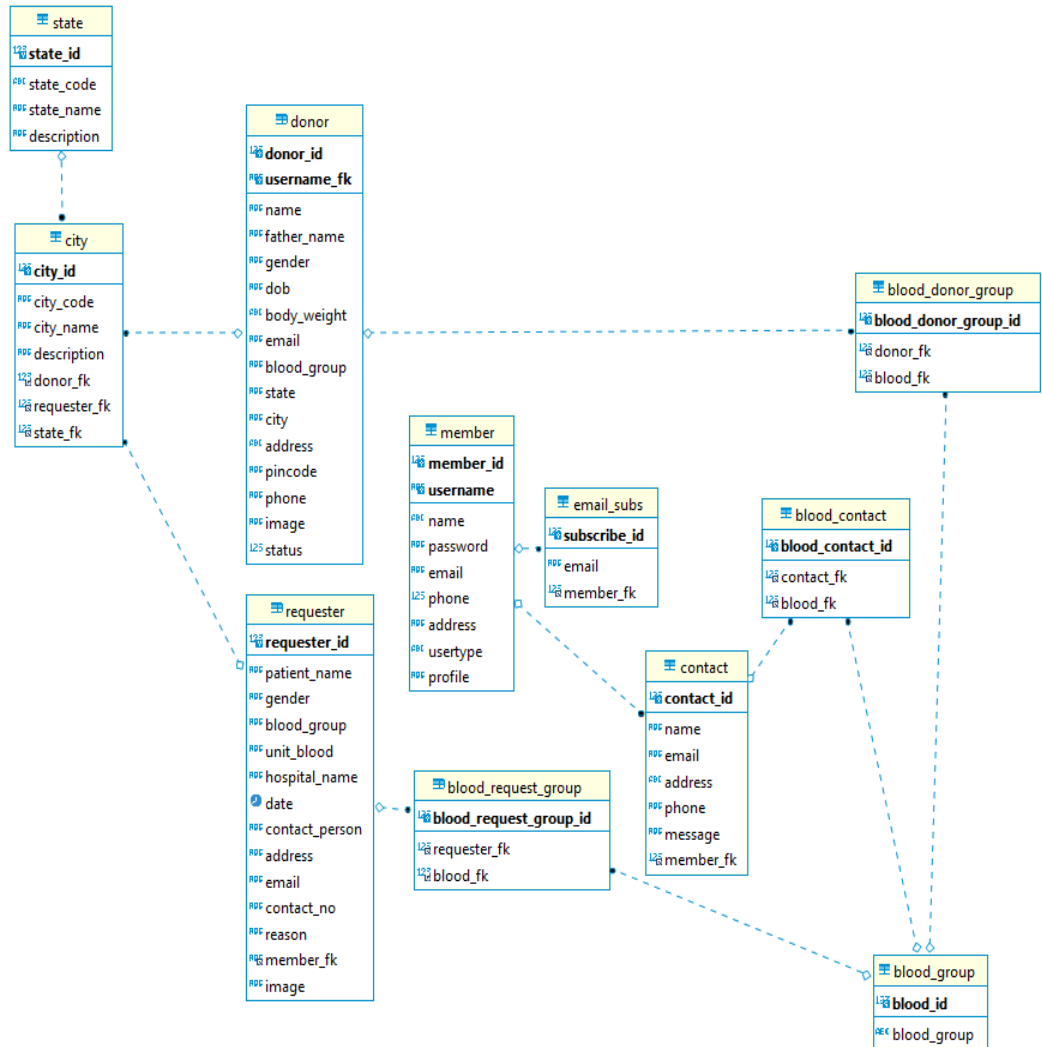 state
state_id
state_code
state_name
description
city
city_id
city_code
city_name
description
donor_fk
requester_fk
state_fk
donor
donor_id
username_fk
name
father_name
gender
dob
body_weight
email
blood_group
state
city
address
pincode
phone
image
status
requester
requester_id
patient_name
gender
blood_group
unit_blood
hospital_name
date
contact_person
address
email
contact_no
reason
member_fk
image
member
member_id
username
name
password
email
phone
address
usertype
profile
email_subs
subscribe_id
email
member_fk
blood_request_group
blood_request_group_id
requester_fk
blood_fk
contact
contact_id
name
email
address
phone
message
member_fk
blood_contact
blood_contact_id
contact_fk
blood_fk
blood_donor_group
blood_donor_group_id
donor_fk
blood_fk
blood_group
blood_id
blood_group